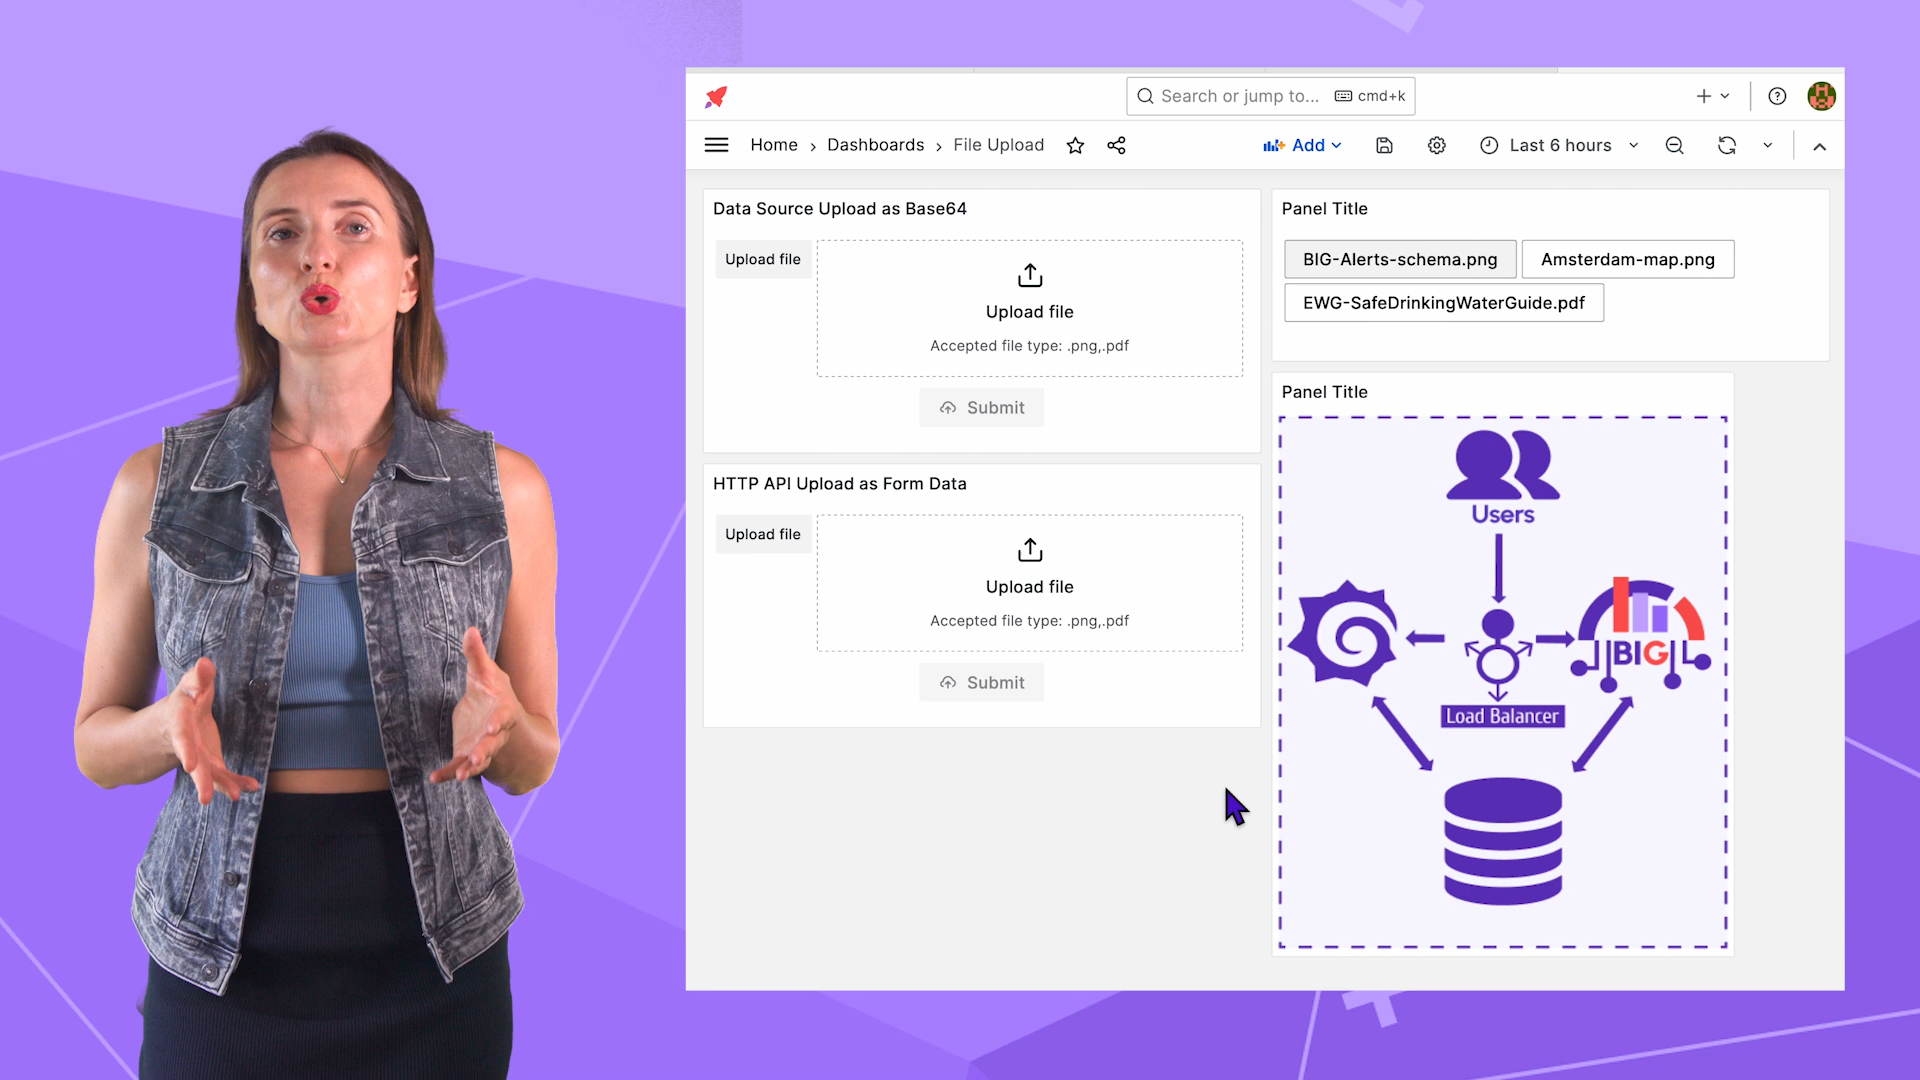 Search or jump to... cmd+k
Home › Dashboards › File Upload
Add
Last 6 hours
Data Source Upload as Base64
Upload file
Upload file
Accepted file type: .png,.pdf
Submit
HTTP API Upload as Form Data
Upload file
Upload file
Accepted file type: .png,.pdf
Submit
Panel Title
BIG-Alerts-schema.png
Amsterdam-map.png
EWG-SafeDrinkingWaterGuide.pdf
Panel Title
Users
BIG
Load Balancer